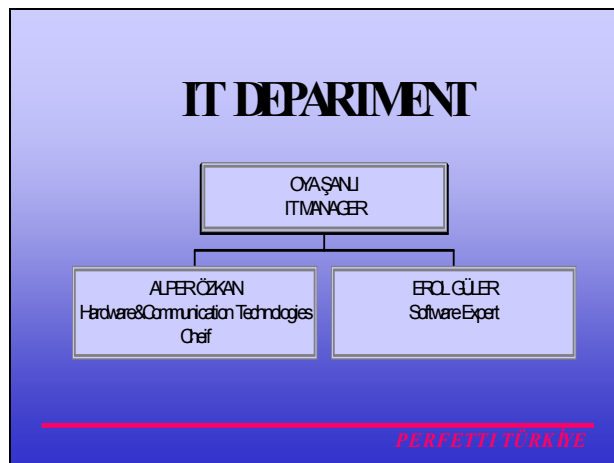 IT DEPARTMENT
OYA ŞANLI
IT MANAGER
ALPER ÖZKAN
Hardware&Communication Technologies
Cheif
EROL GÜLER
Software Expert
PERFETTI TÜRKİYE